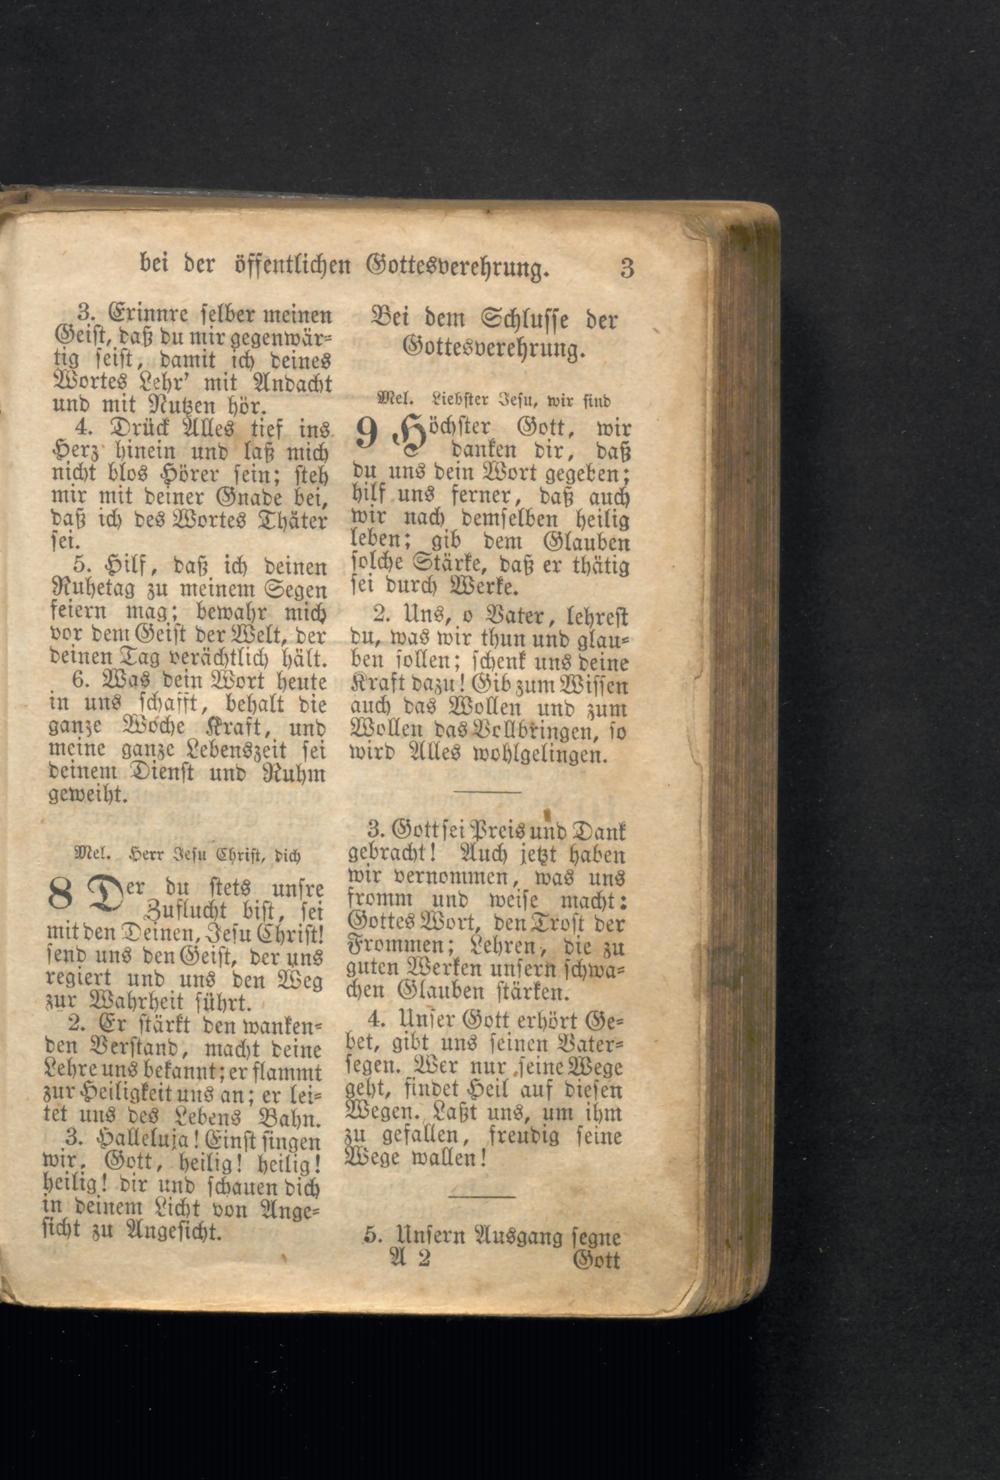 bei der öffentlichen Gottesverehrung. 3
3. Erinnre selber meinen
Geist, daß du mir gegenwär-
tig seist, damit ich deines
Wortes Lehr' mit Andacht
und mit Nutzen hör.
4. Drück Alles tief ins
Herz hinein und laß mich
nicht blos Hörer sein; steh
mir mit deiner Gnade bei,
daß ich des Wortes Thäter
sei.
5. Hilf, daß ich deinen
Ruhetag zu meinem Segen
feiern mag; bewahr mich
vor dem Geist der Welt, der
deinen Tag verächtlich hält.
6. Was dein Wort heute
in uns schafft, behalt die
ganze Woche Kraft, und
meine ganze Lebenszeit sei
deinem Dienst und Ruhm
geweiht.
Mel. Herr Jesu Christ, dich
8 Der du stets unsre
Zuflucht bist, sei
mit den Deinen, Jesu Christ!
send uns den Geist, der uns
regiert und uns den Weg
zur Wahrheit führt.
2. Er stärkt den wanken-
den Verstand, macht deine
Lehre uns bekannt; er flammt
zur Heiligkeit uns an; er lei-
tet uns des Lebens Bahn.
3. Halleluja! Einst singen
wir, Gott, heilig! heilig!
heilig! dir und schauen dich
in deinem Licht von Ange-
sicht zu Angesicht.
Bei dem Schlusse der
Gottesverehrung.
Mel. Liebster Jesu, wir sind
9 Höchster Gott, wir
danken dir, daß
du uns dein Wort gegeben;
hilf uns ferner, daß auch
wir nach demselben heilig
leben; gib dem Glauben
solche Stärke, daß er thätig
sei durch Werke.
2. Uns, o Vater, lehrest
du, was wir thun und glau-
ben sollen; schenk uns deine
Kraft dazu! Gib zum Wissen
auch das Wollen und zum
Wollen das Vollbringen, so
wird Alles wohlgelingen.
3. Gott sei Preis und Dank
gebracht! Auch jetzt haben
wir vernommen, was uns
fromm und weise macht:
Gottes Wort, den Trost der
Frommen; Lehren, die zu
guten Werken unsern schwa-
chen Glauben stärken.
4. Unser Gott erhört Ge-
bet, gibt uns seinen Vater-
segen. Wer nur seine Wege
geht, findet Heil auf diesen
Wegen. Laßt uns, um ihm
zu gefallen, freudig seine
Wege wallen!
5. Unsern Ausgang segne
A 2 Gott